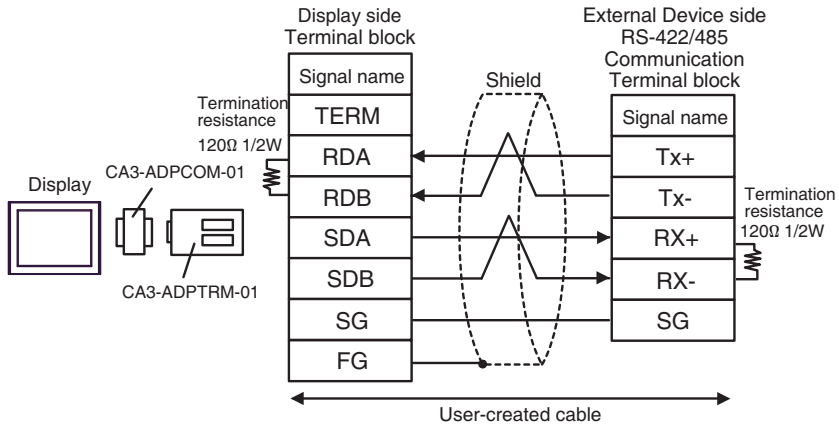 Display side
Terminal block
External Device side
RS-422/485
Communication
Terminal block
Signal name
TERM
RDA
RDB
SDA
SDB
SG
FG
Shield
Signal name
Tx+
Tx-
RX+
RX-
SG
Termination
resistance
120Ω 1/2W
Termination
resistance
120Ω 1/2W
Display
CA3-ADPCOM-01
CA3-ADPTRM-01
User-created cable